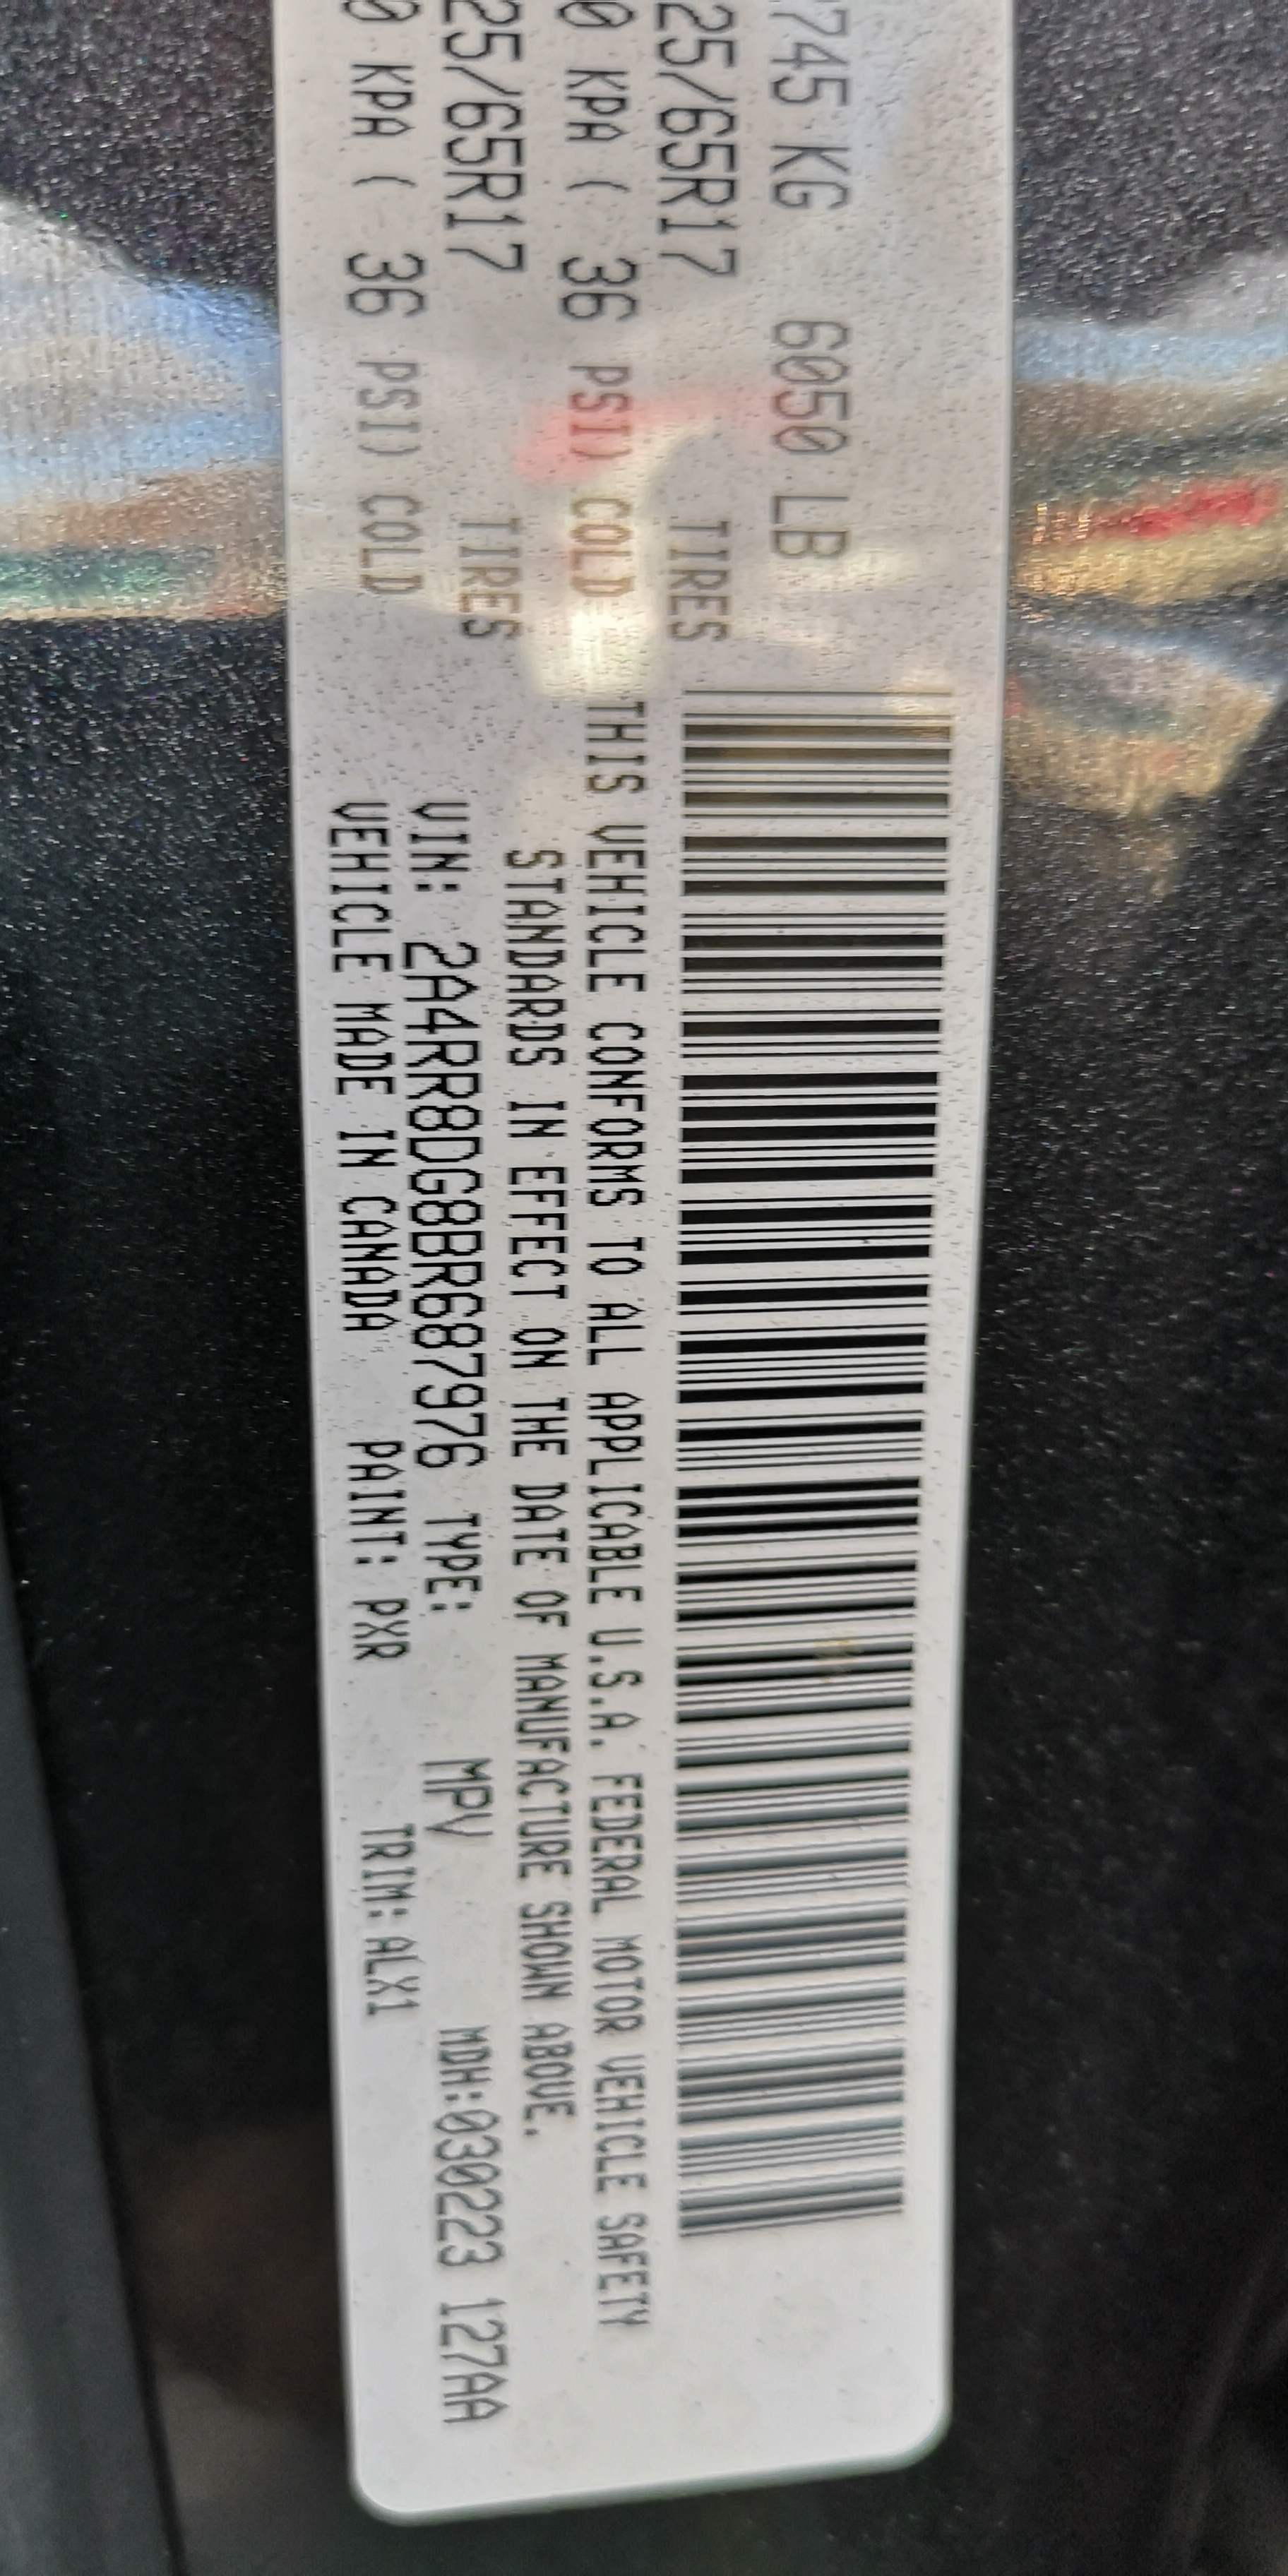 745 KG 6050 LB
25/65R17 TIRES
0 KPA ( 36 PSI) COLD
25/65R17 TIRES
0 KPA ( 36 PSI) COLD
THIS VEHICLE CONFORMS TO ALL APPLICABLE U.S.A. FEDERAL MOTOR VEHICLE SAFETY
STANDARDS IN EFFECT ON THE DATE OF MANUFACTURE SHOWN ABOVE.
VIN: 2A4RR8DG8BR687976 TYPE: MPV MDH:030223 127AA
VEHICLE MADE IN CANADA PAINT: PXR TRIM: ALX1